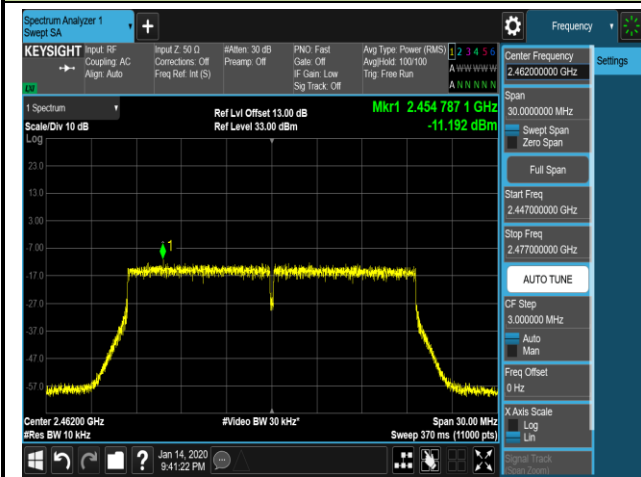 Spectrum Analyzer 1
Swept SA
Frequency
KEYSIGHT
Input: RF
Coupling: AC
Align: Auto
Input Z: 50 Ω
Corrections: Off
Freq Ref: Int (S)
#Atten: 30 dB
Preamp: Off
PNO: Fast
Gate: Off
IF Gain: Low
Sig Track: Off
Avg Type: Power (RMS)
Avg|Hold: 100/100
Trig: Free Run
1 2 3 4 5 6
A W W W W W
A N N N N N
1 Spectrum
Scale/Div 10 dB
Log
Ref Lvl Offset 13.00 dB
Ref Level 33.00 dBm
Mkr1 2.454 787 1 GHz
-11.192 dBm
23.0
13.0
3.00
-7.00
-17.0
-27.0
-37.0
-47.0
-57.0
1
Center 2.46200 GHz
#Res BW 10 kHz
#Video BW 30 kHz*
Span 30.00 MHz
Sweep 370 ms (11000 pts)
Jan 14, 2020
9:41:22 PM
Center Frequency
2.462000000 GHz
Span
30.0000000 MHz
Swept Span
Zero Span
Full Span
Start Freq
2.447000000 GHz
Stop Freq
2.477000000 GHz
AUTO TUNE
CF Step
3.000000 MHz
Auto
Man
Freq Offset
0 Hz
X Axis Scale
Log
Lin
Signal Track
(Span Zoom)
Settings